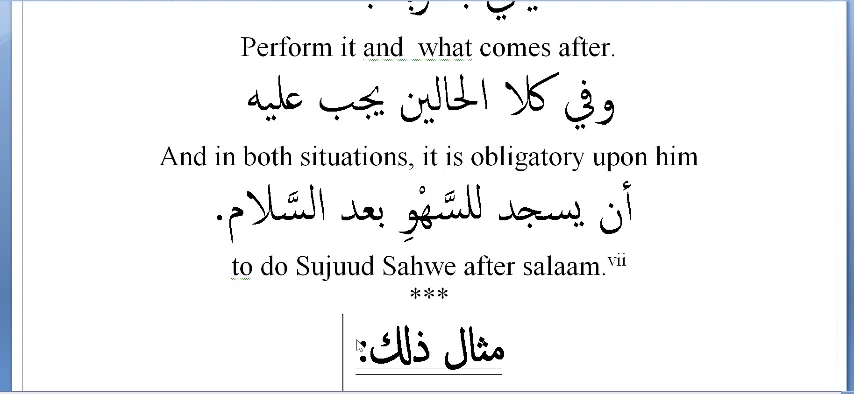 Perform it and what comes after.
وفي كلا الحالين يجب عليه
And in both situations, it is obligatory upon him
أن يسجد للسَّهْوِ بعد السَّلام.
to do Sujuud Sahwe after salaam.vii
***
مثال ذلك: